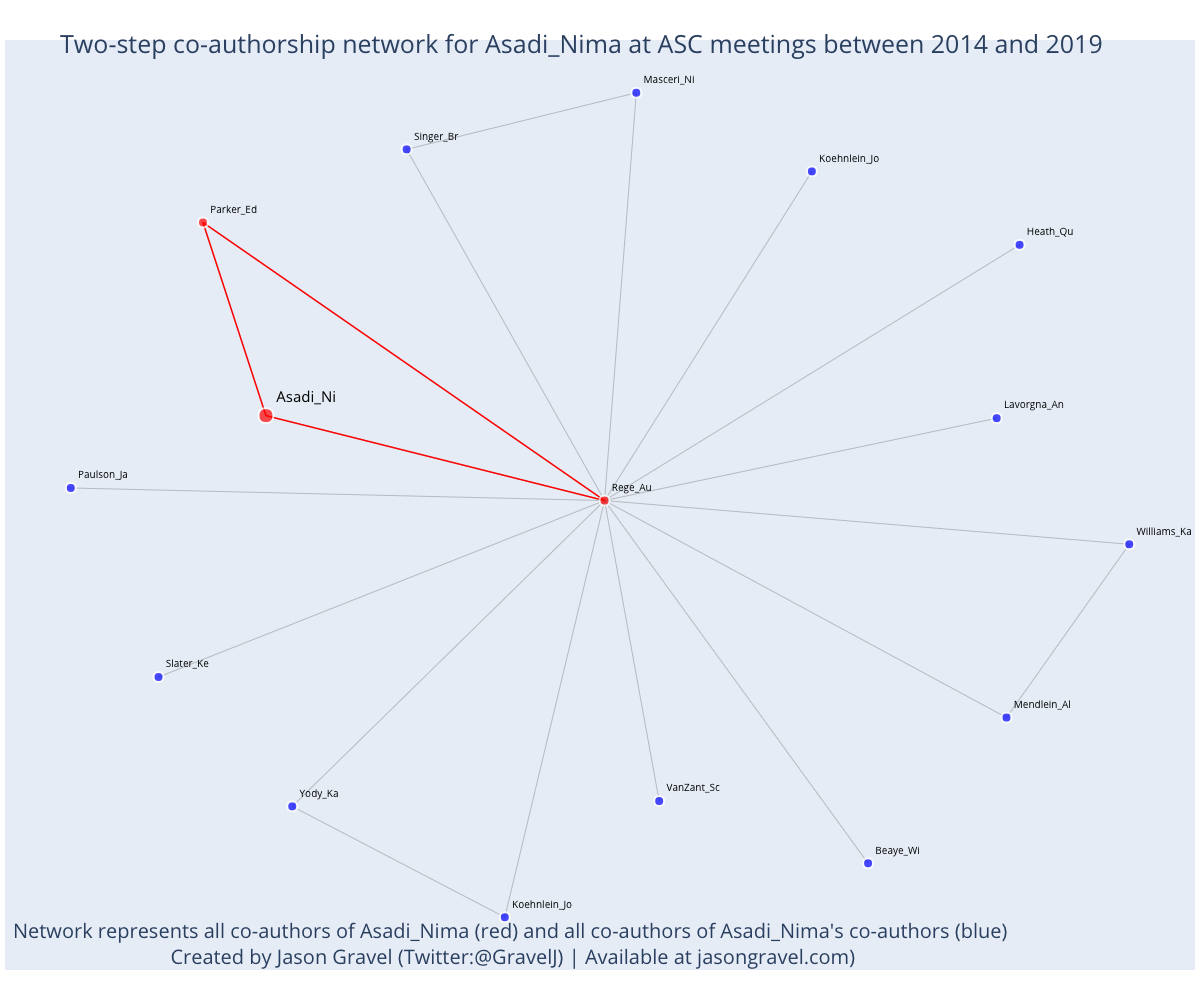 Two-step co-authorship network for Asadi_Nima at ASC meetings between 2014 and 2019
Masceri_Ni
Singer_Br
Koehnlein_Jo
Parker_Ed
Heath_Qu
Asadi_Ni
Lavorgna_An
Paulson_Ja
Rege_Au
Williams_Ka
Slater_Ke
Mendlein_Al
VanZant_Sc
Yody_Ka
Beaye_Wi
Koehnlein_Jo
Network represents all co-authors of Asadi_Nima (red) and all co-authors of Asadi_Nima's co-authors (blue)
Created by Jason Gravel (Twitter:@GravelJ) | Available at jasongravel.com)